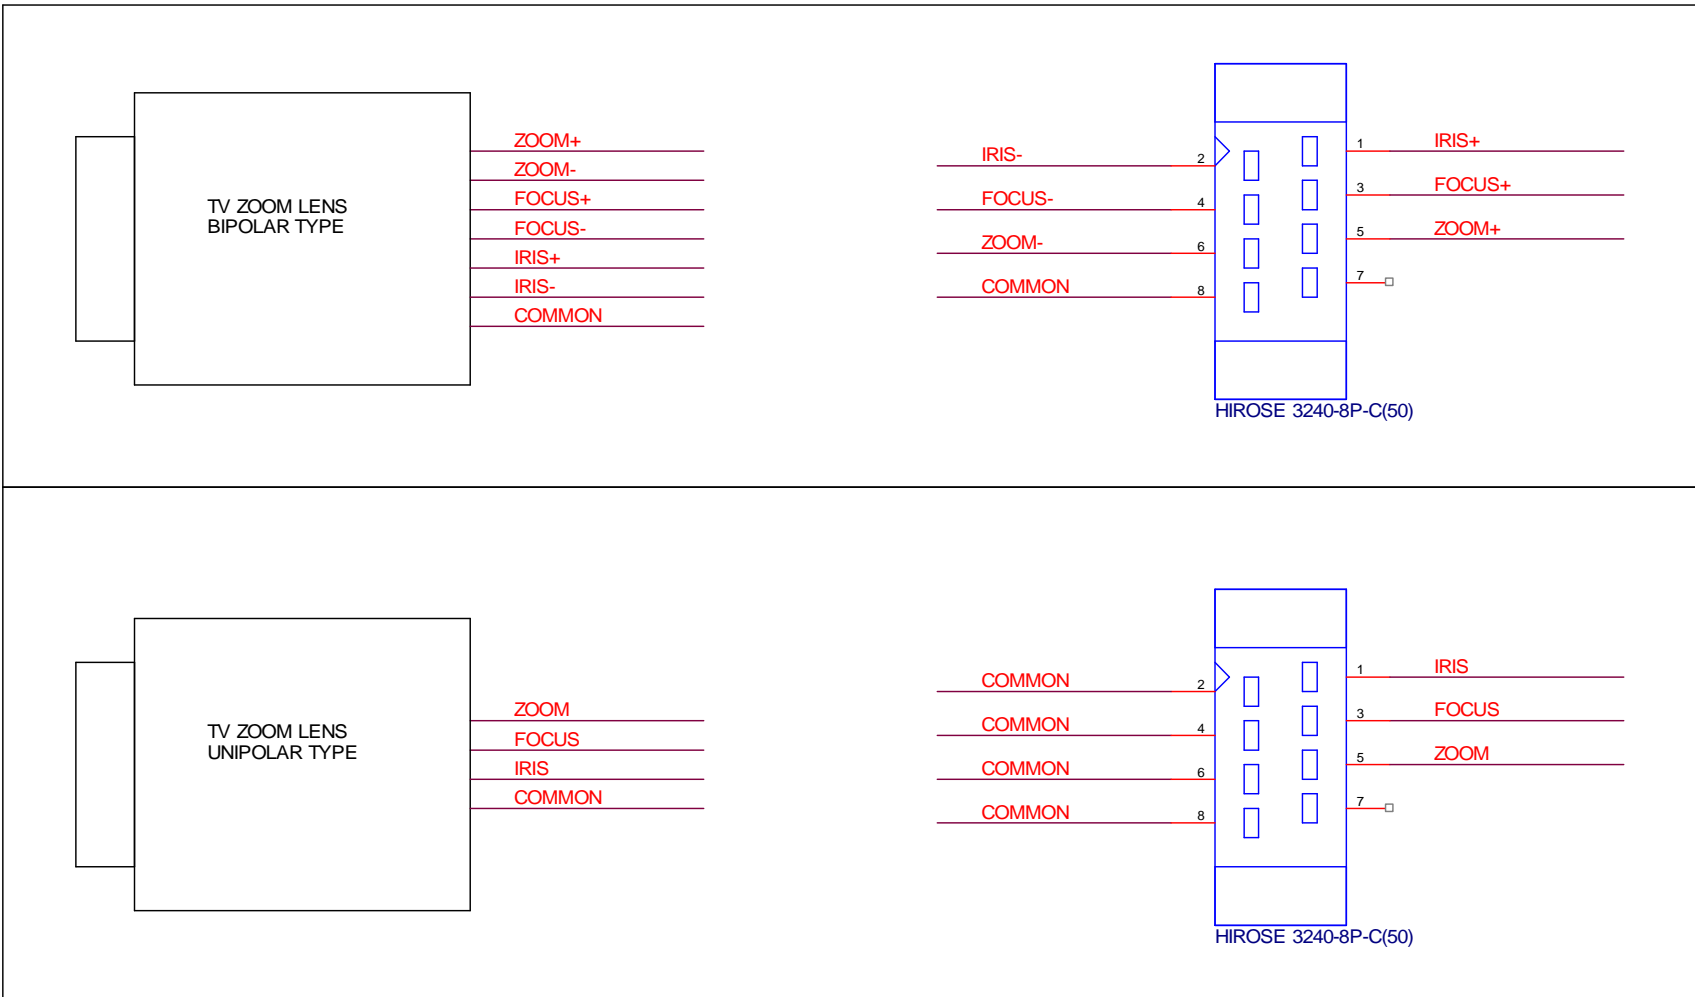 TV ZOOM LENS
BIPOLAR TYPE
ZOOM+
ZOOM-
FOCUS+
FOCUS-
IRIS+
IRIS-
COMMON
IRIS- 2
FOCUS- 4
ZOOM- 6
COMMON 8
1 IRIS+
3 FOCUS+
5 ZOOM+
7
HIROSE 3240-8P-C(50)
TV ZOOM LENS
UNIPOLAR TYPE
ZOOM
FOCUS
IRIS
COMMON
COMMON 2
COMMON 4
COMMON 6
COMMON 8
1 IRIS
3 FOCUS
5 ZOOM
7
HIROSE 3240-8P-C(50)